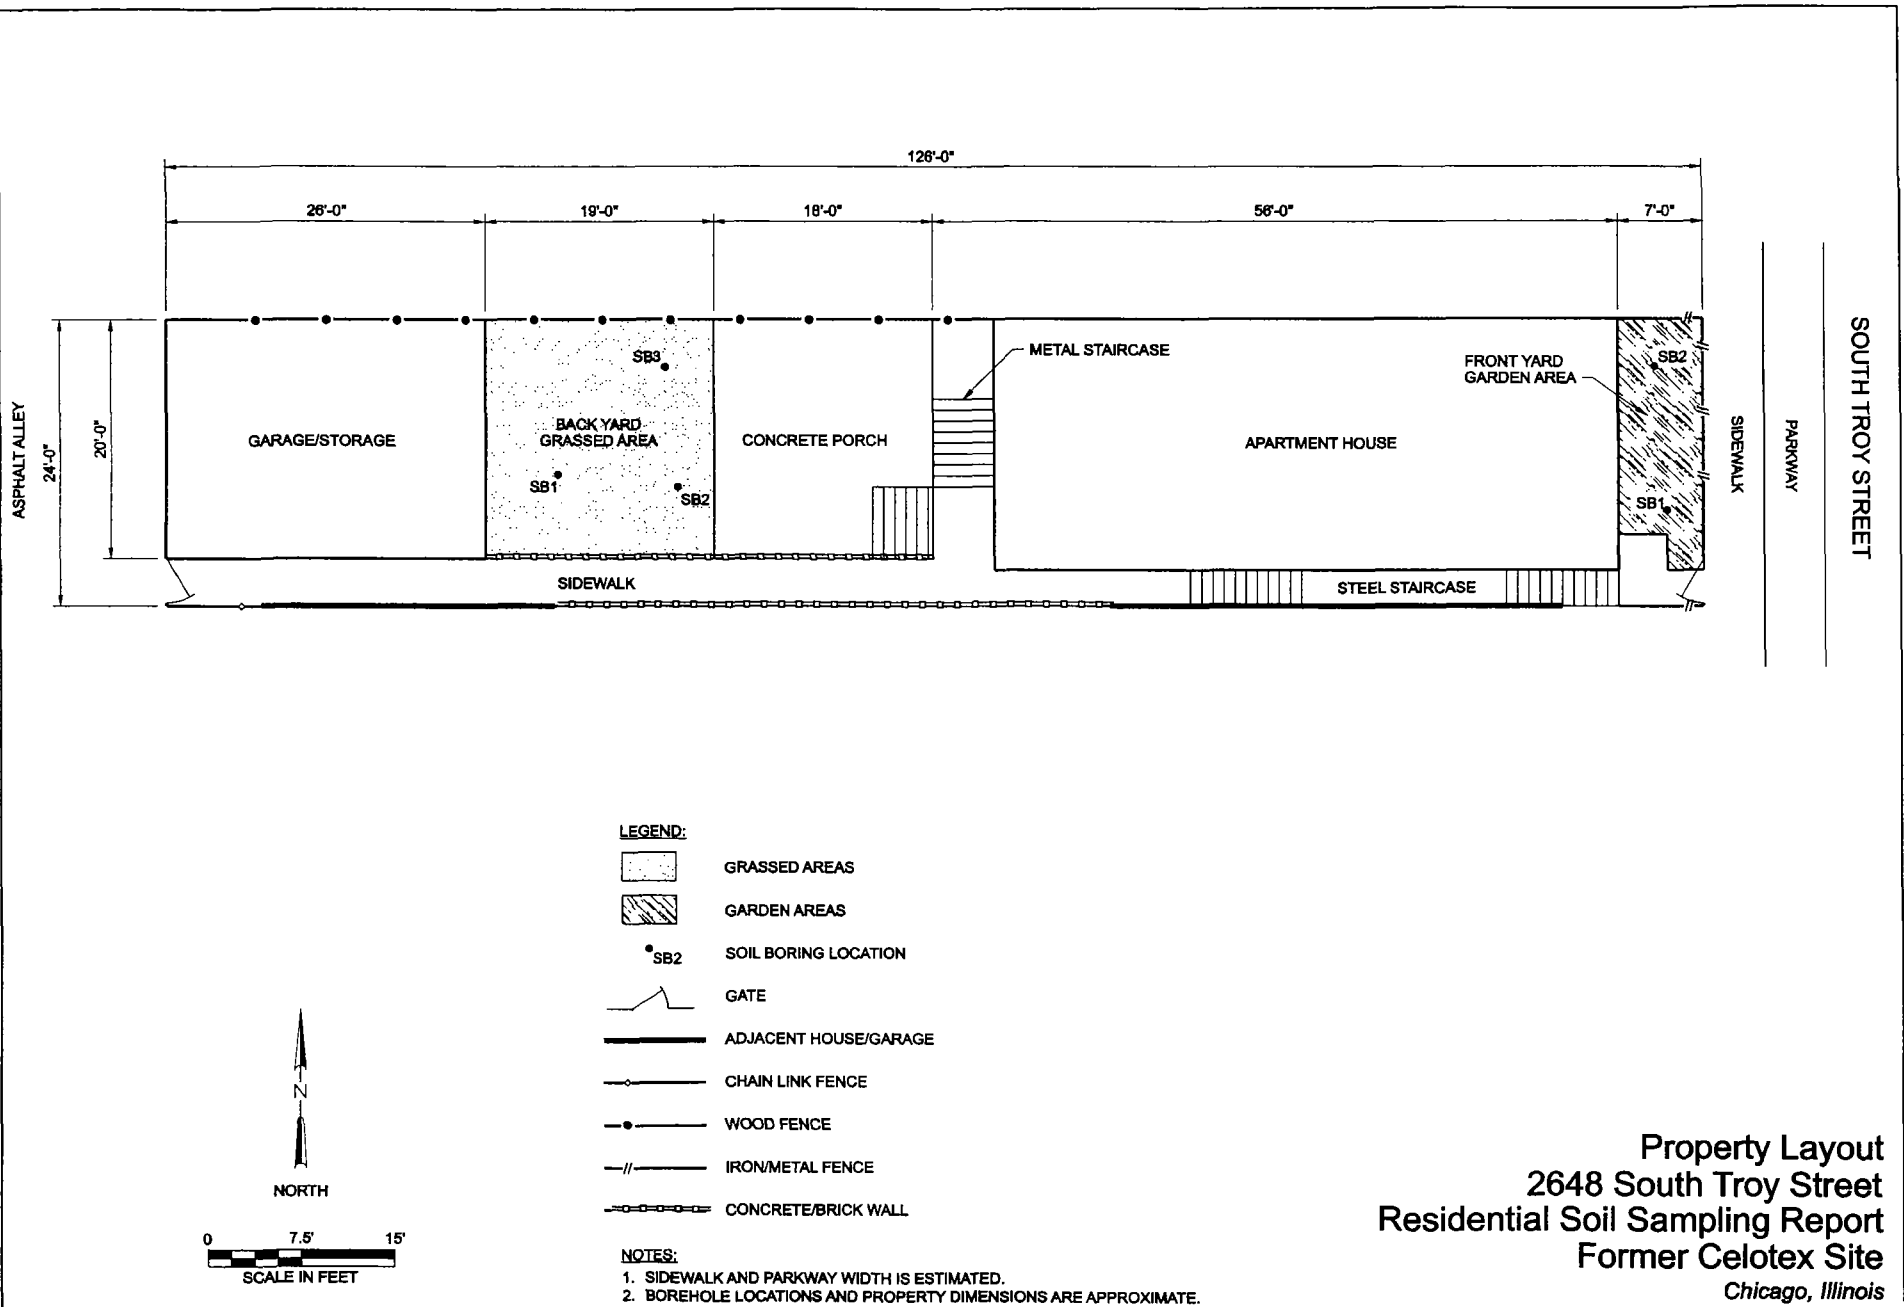 126'-0"
26'-0"
19'-0"
18'-0"
56'-0"
7'-0"
ASPHALT ALLEY
24'-0"
20'-0"
GARAGE/STORAGE
SB3
BACK YARD
GRASSED AREA
SB1
SB2
CONCRETE PORCH
METAL STAIRCASE
APARTMENT HOUSE
FRONT YARD
GARDEN AREA
SB2
SB1
SIDEWALK
PARKWAY
SOUTH TROY STREET
SIDEWALK
STEEL STAIRCASE
LEGEND:
GRASSED AREAS
GARDEN AREAS
SB2 SOIL BORING LOCATION
GATE
ADJACENT HOUSE/GARAGE
CHAIN LINK FENCE
WOOD FENCE
IRON/METAL FENCE
CONCRETE/BRICK WALL
N
NORTH
0 7.5' 15'
SCALE IN FEET
NOTES:
1. SIDEWALK AND PARKWAY WIDTH IS ESTIMATED.
2. BOREHOLE LOCATIONS AND PROPERTY DIMENSIONS ARE APPROXIMATE.
Property Layout
2648 South Troy Street
Residential Soil Sampling Report
Former Celotex Site
Chicago, Illinois